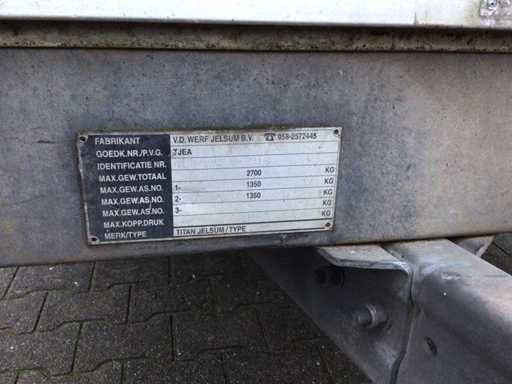 FABRIKANT V.D. WERF JELSUM B.V. ☎ 058-2572445
GOEDK.NR./P.V.G. TJEA
IDENTIFICATIE NR.
MAX.GEW.TOTAAL 2700 KG
MAX.GEW.AS.NO. 1- 1350 KG
MAX.GEW.AS.NO. 2- 1350 KG
MAX.GEW.AS.NO. 3- KG
MAX.KOPP.DRUK KG
MERK/TYPE TITAN JELSUM/TYPE